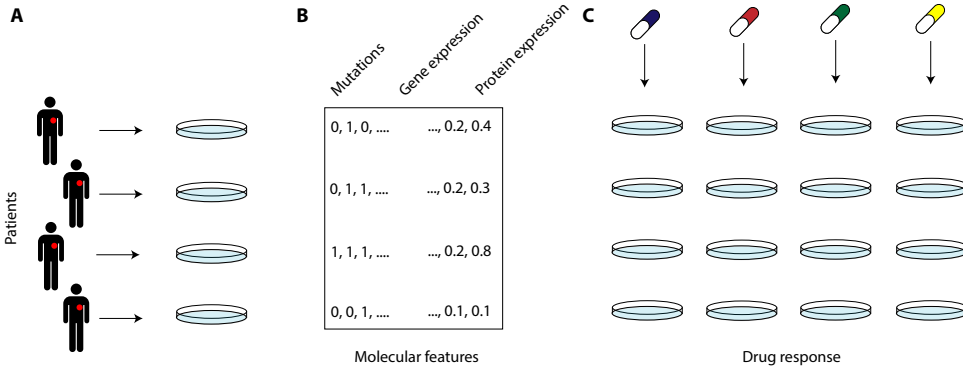 A
Patients
B
Mutations
Gene expression
Protein expression
0, 1, 0, .... ..., 0.2, 0.4
0, 1, 1, .... ..., 0.2, 0.3
1, 1, 1, .... ..., 0.2, 0.8
0, 0, 1, .... ..., 0.1, 0.1
Molecular features
C
Drug response